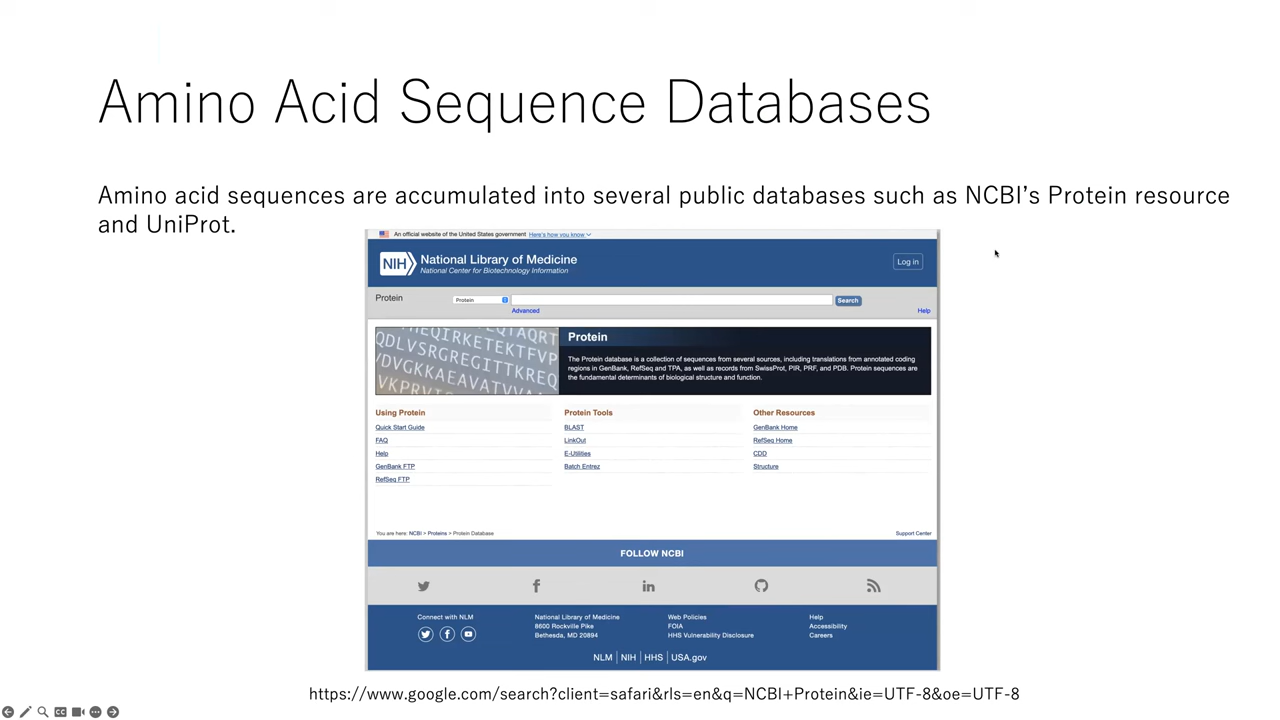 Amino Acid Sequence Databases
Amino acid sequences are accumulated into several public databases such as NCBI’s Protein resource
and UniProt.
An official website of the United States government Here's how you know
NIH National Library of Medicine
National Center for Biotechnology Information
Log in
Protein
Protein
Search
Advanced
Help
HEQIRKETEKTFVP
QDLVSRGREGITTKREQ
Protein
The Protein database is a collection of sequences from several sources, including translations from annotated coding
regions in GenBank, RefSeq and TPA, as well as records from SwissProt, PIR, PRF, and PDB. Protein sequences are
the fundamental determinants of biological structure and function.
Using Protein
Quick Start Guide
FAQ
Help
GenBank FTP
RefSeq FTP
Protein Tools
BLAST
LinkOut
E-Utilities
Batch Entrez
Other Resources
GenBank Home
RefSeq Home
CDD
Structure
You are here: NCBI > Proteins > Protein Database
Support Center
FOLLOW NCBI
Connect with NLM
National Library of Medicine
8600 Rockville Pike
Bethesda, MD 20894
Web Policies
FOIA
HHS Vulnerability Disclosure
Help
Accessibility
Careers
NLM | NIH | HHS | USA.gov
https://www.google.com/search?client=safari&rls=en&q=NCBI+Protein&ie=UTF-8&oe=UTF-8